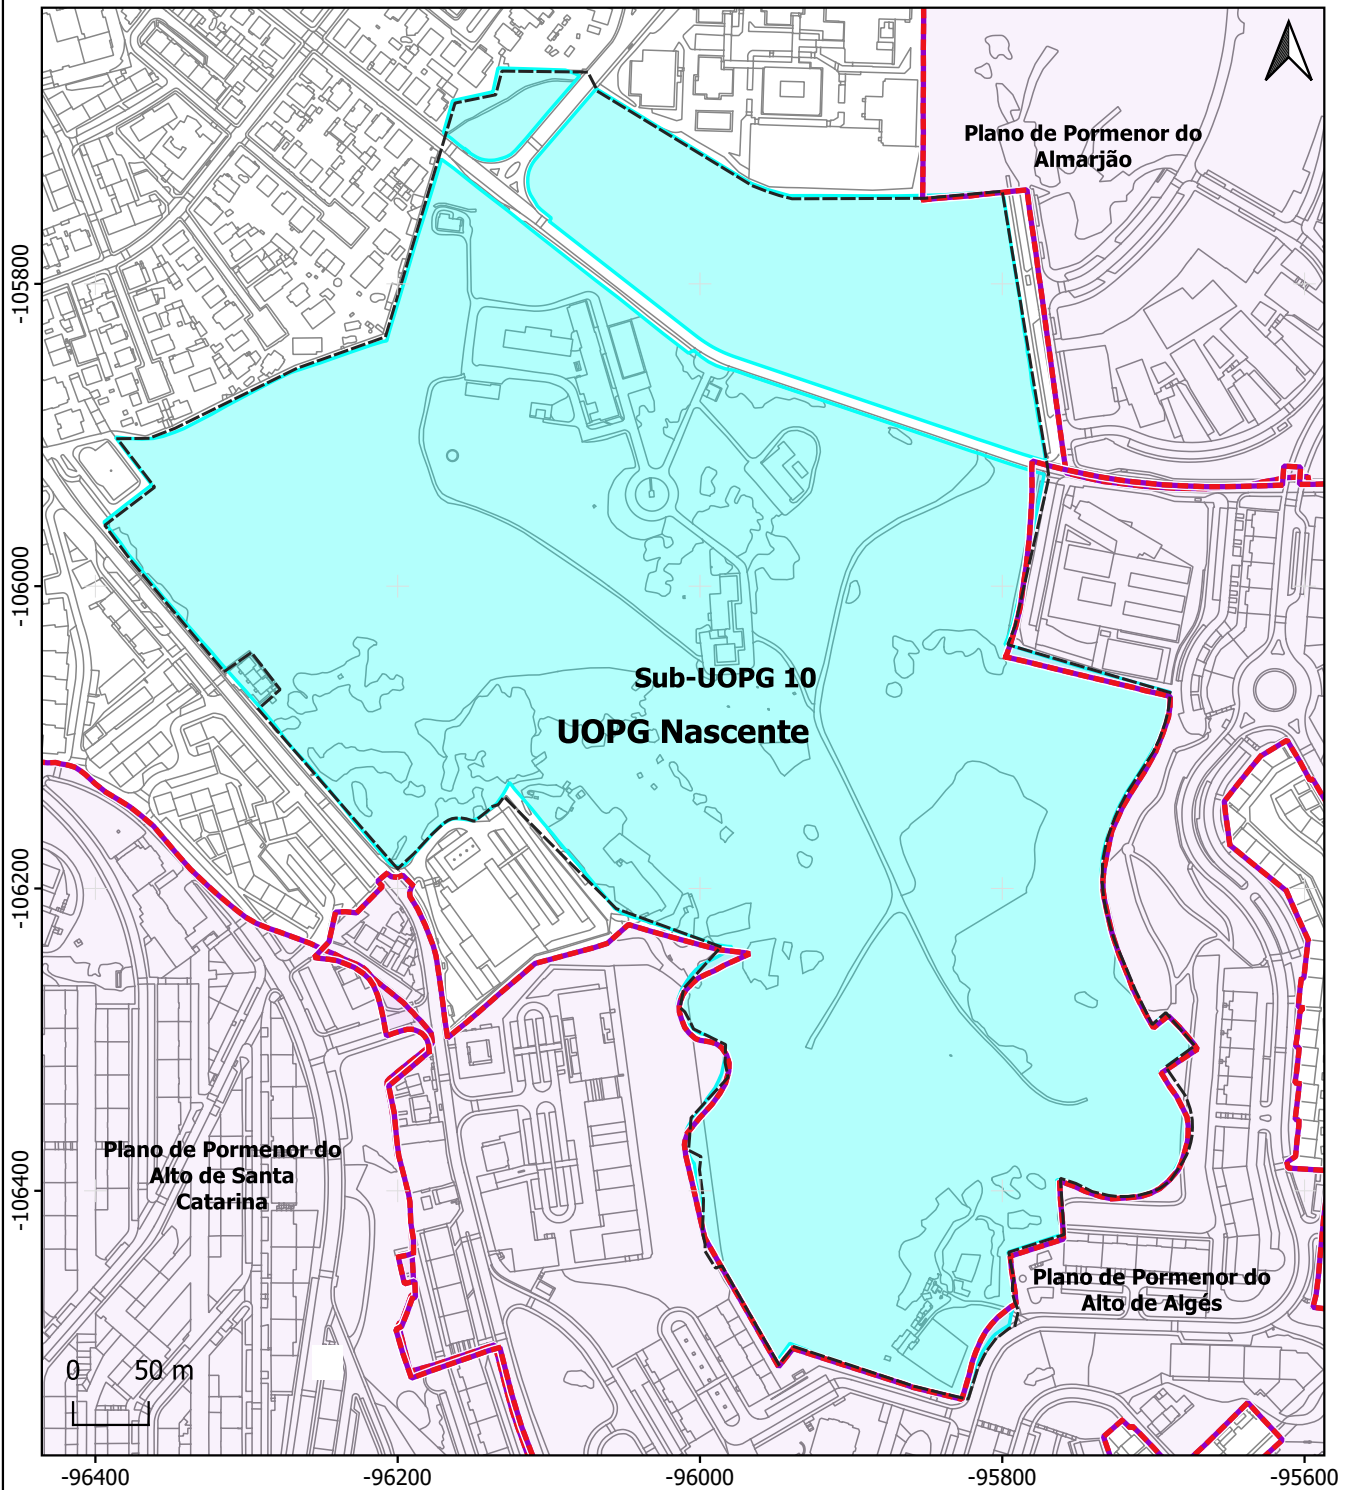 Plano de Pormenor do
Almarjão
-105800
-106000
Sub-UOPG 10
UOPG Nascente
-106200
Plano de Pormenor do
Alto de Santa
Catarina
-106400
Plano de Pormenor do
Alto de Algés
0 50 m
-96400 -96200 -96000 -95800 -95600